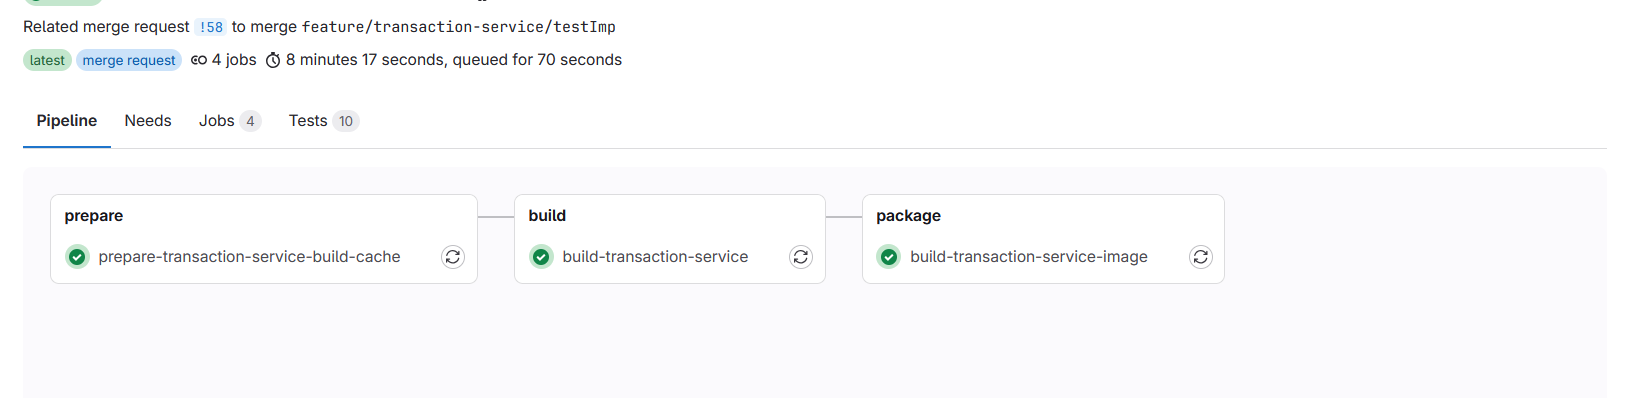 Related merge request !58 to merge feature/transaction-service/testImp
latest merge request 4 jobs 8 minutes 17 seconds, queued for 70 seconds
Pipeline Needs Jobs 4 Tests 10
prepare build package
prepare-transaction-service-build-cache build-transaction-service build-transaction-service-image